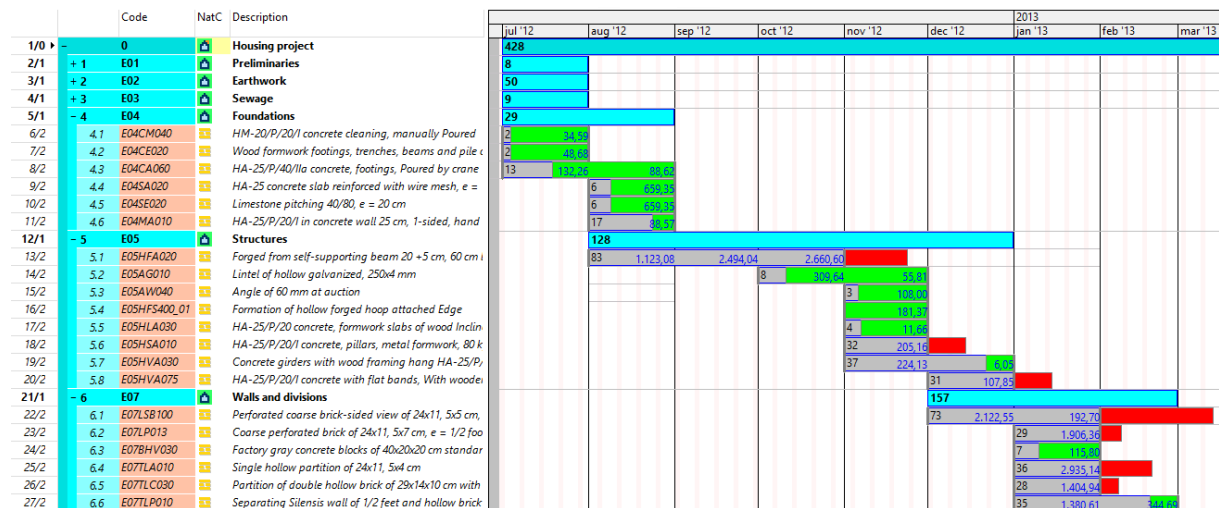 Code NatC Description 2013
jul '12 aug '12 sep '12 oct '12 nov '12 dec '12 jan '13 feb '13 mar '13
1/0 - 0 Housing project 428
2/1 + 1 E01 Preliminaries 8
3/1 + 2 E02 Earthwork 50
4/1 + 3 E03 Sewage 9
5/1 - 4 E04 Foundations 29
6/2 4.1 E04CM040 HM-20/P/20/I concrete cleaning, manually Poured 2 34,59
7/2 4.2 E04CE020 Wood formwork footings, trenches, beams and pile 2 48,68
8/2 4.3 E04CA060 HA-25/P/40/IIa concrete, footings, Poured by crane 13 132,26 88,62
9/2 4.4 E04SA020 HA-25 concrete slab reinforced with wire mesh, e = 6 659,35
10/2 4.5 E04SE020 Limestone pitching 40/80, e = 20 cm 6 659,35
11/2 4.6 E04MA010 HA-25/P/20/I in concrete wall 25 cm, 1-sided, hand 17 88,57
12/1 - 5 E05 Structures 128
13/2 5.1 E05HFA020 Forged from self-supporting beam 20 +5 cm, 60 cm 83 1.123,08 2.494,04 2.660,60
14/2 5.2 E05AG010 Lintel of hollow galvanized, 250x4 mm 8 309,64 55,81
15/2 5.3 E05AW040 Angle of 60 mm at auction 3 108,00
16/2 5.4 E05HFS400_01 Formation of hollow forged hoop attached Edge 181,37
17/2 5.5 E05HLA030 HA-25/P/20 concrete, formwork slabs of wood Inclin 4 11,66
18/2 5.6 E05HSA010 HA-25/P/20/I concrete, pillars, metal formwork, 80 k 32 205,16
19/2 5.7 E05HVA030 Concrete girders with wood framing hang HA-25/P/ 37 224,13 6,05
20/2 5.8 E05HVA075 HA-25/P/20/I concrete with flat bands, With wooden 31 107,85
21/1 - 6 E07 Walls and divisions 157
22/2 6.1 E07LSB100 Perforated coarse brick-sided view of 24x11, 5x5 cm, 73 2.122,55 192,70
23/2 6.2 E07LP013 Coarse perforated brick of 24x11, 5x7 cm, e = 1/2 foo 29 1.906,36
24/2 6.3 E07BHV030 Factory gray concrete blocks of 40x20x20 cm standar 7 115,80
25/2 6.4 E07TLA010 Single hollow partition of 24x11, 5x4 cm 36 2.935,14
26/2 6.5 E07TLC030 Partition of double hollow brick of 29x14x10 cm with 28 1.404,94
27/2 6.6 E07TLP010 Separating Silensis wall of 1/2 feet and hollow brick 35 1.380,61 344,69